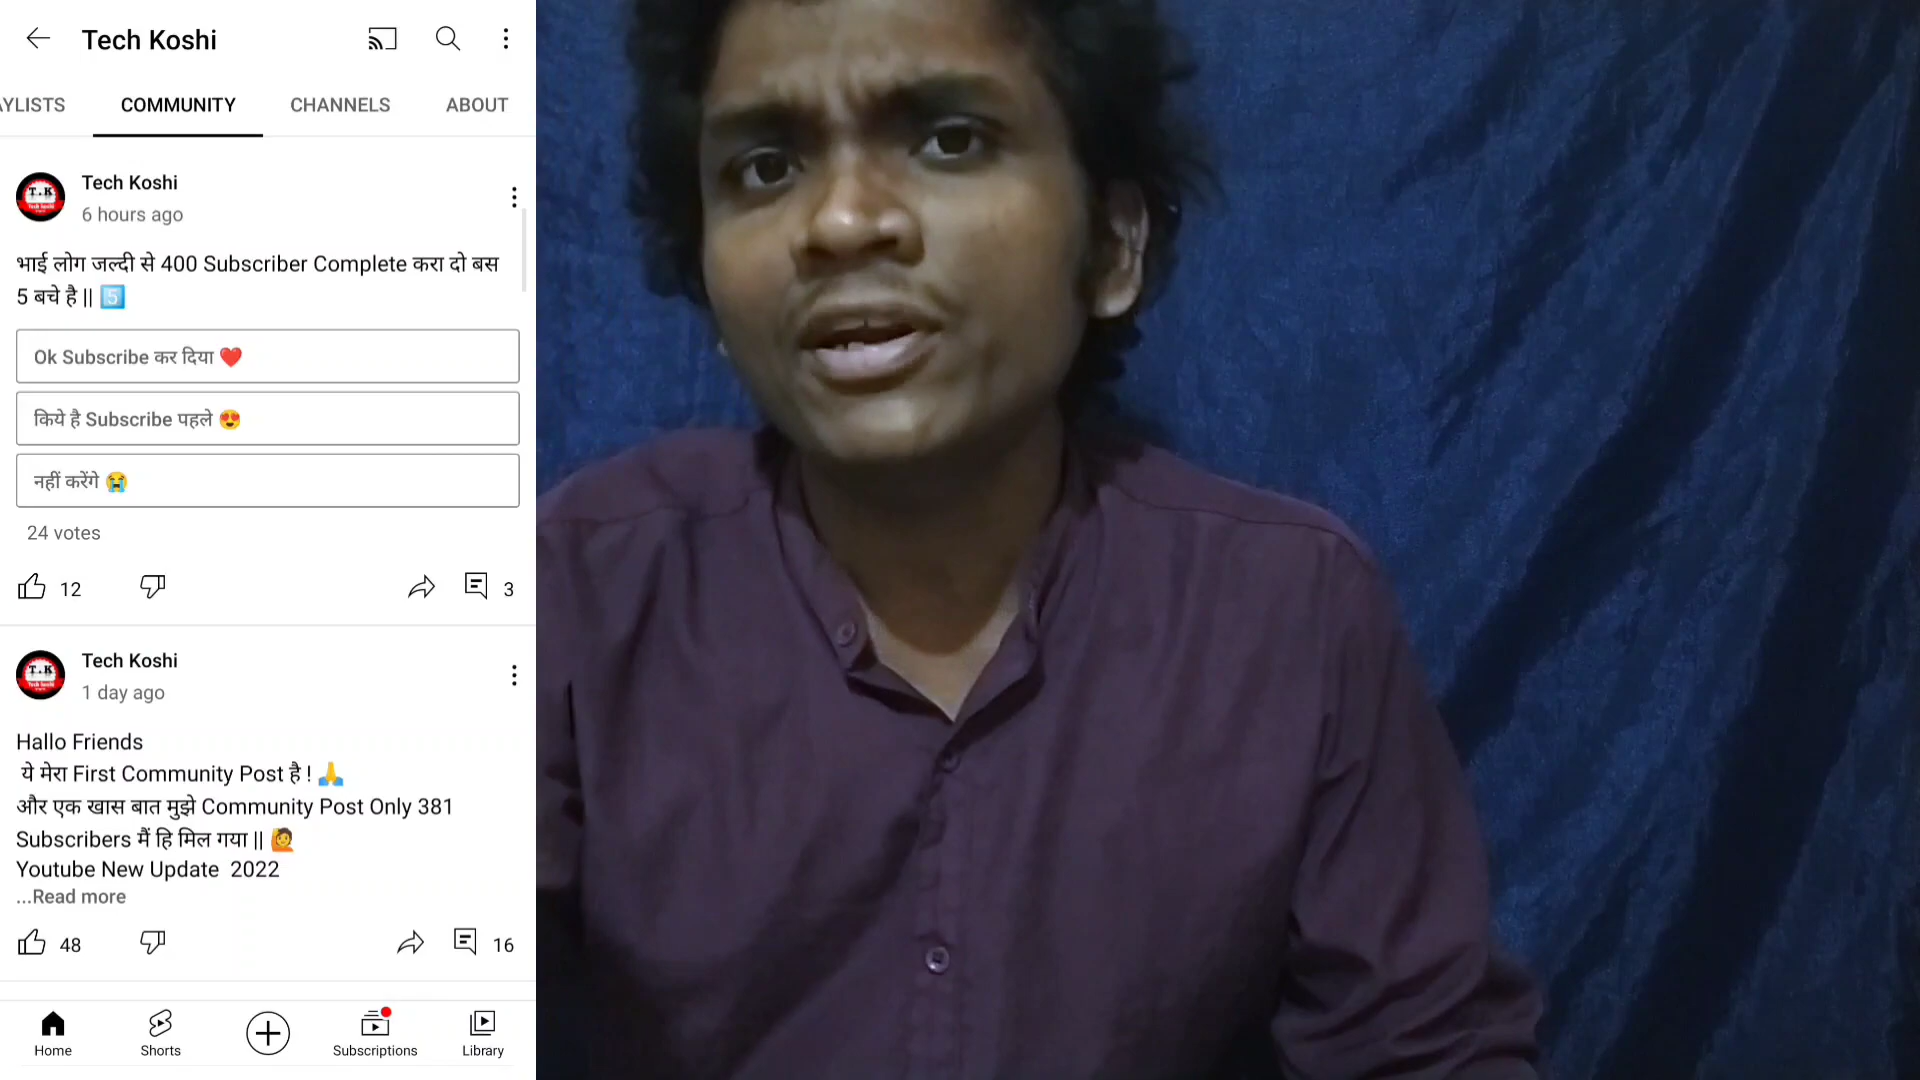 Tech Koshi
AYLISTS COMMUNITY CHANNELS ABOUT
Tech Koshi
6 hours ago
भाई लोग जल्दी से 400 Subscriber Complete करा दो बस
5 बचे है || 5️⃣
Ok Subscribe कर दिया ❤️
किये है Subscribe पहले 😍
नहीं करेंगे 😭
24 votes
12 3
Tech Koshi
1 day ago
Hallo Friends
ये मेरा First Community Post है ! 🙏
और एक खास बात मुझे Community Post Only 381
Subscribers मैं हि मिल गया || 🙋
Youtube New Update 2022
...Read more
48 16
Home Shorts Subscriptions Library